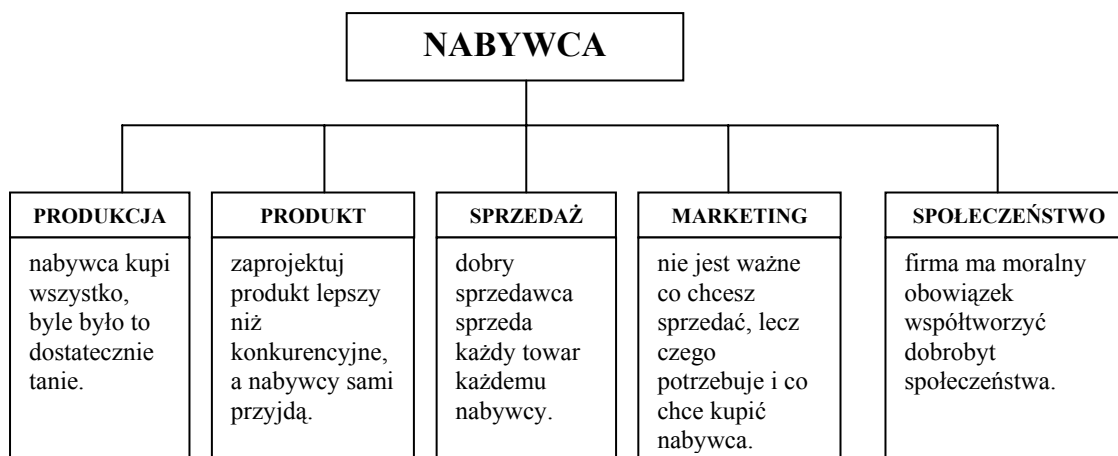 NABYWCA
PRODUKCJA
nabywca kupi
wszystko,
byle było to
dostatecznie
tanie.
PRODUKT
zaprojektuj
produkt lepszy
niż
konkurencyjne,
a nabywcy sami
przyjdą.
SPRZEDAŻ
dobry
sprzedawca
sprzeda
każdy towar
każdemu
nabywcy.
MARKETING
nie jest ważne
co chcesz
sprzedać, lecz
czego
potrzebuje i co
chce kupić
nabywca.
SPOŁECZEŃSTWO
firma ma moralny
obowiązek
współtworzyć
dobrobyt
społeczeństwa.